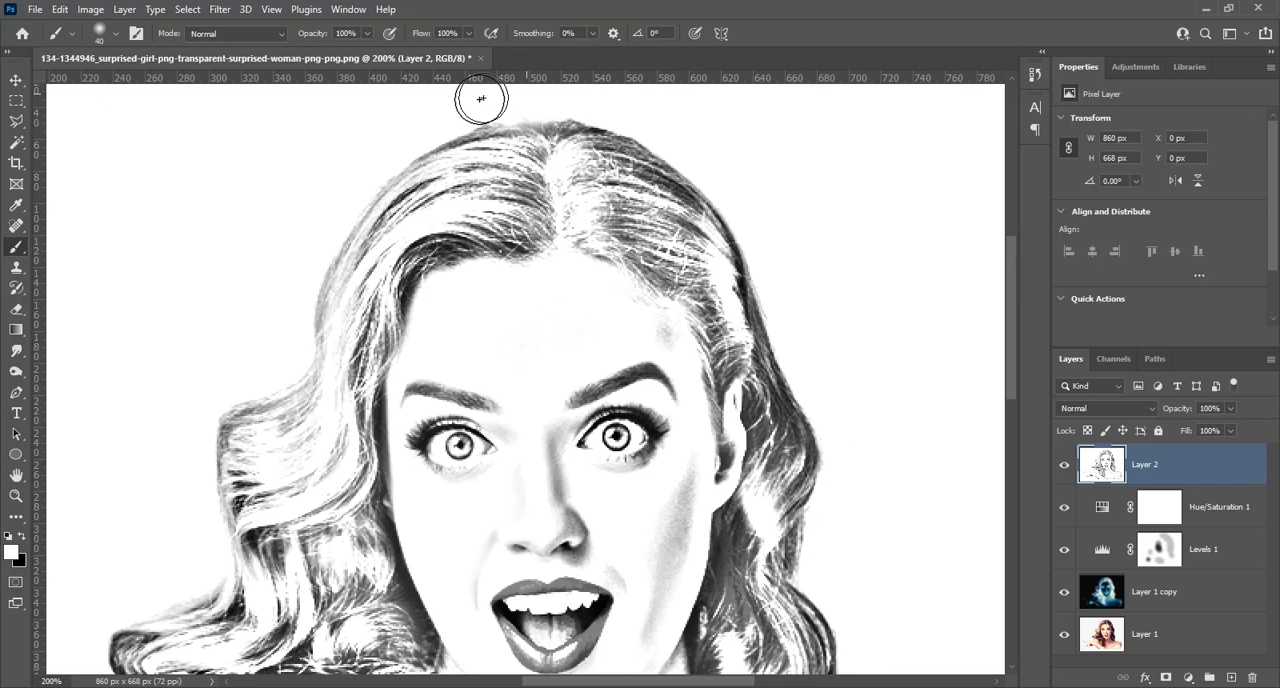 Ps File Edit Image Layer Type Select Filter 3D View Plugins Window Help
40 Mode: Normal Opacity: 100% Flow: 100% Smoothing: 0% 0°
134-1344946_surprised-girl-png-transparent-surprised-woman-png-png.png @ 200% (Layer 2, RGB/8) *
200 220 240 260 280 300 320 340 360 380 400 420 440 480 500 520 540 560 580 600 620 640 660 680 700 720 740 760 780
Properties Adjustments Libraries
Pixel Layer
Transform
W 860 px X 0 px
H 668 px Y 0 px
0.00°
Align and Distribute
Align:
Quick Actions
Layers Channels Paths
Kind
Normal Opacity: 100%
Lock: Fill: 100%
Layer 2
Hue/Saturation 1
Levels 1
Layer 1 copy
Layer 1
200% 860 px x 668 px (72 ppi)